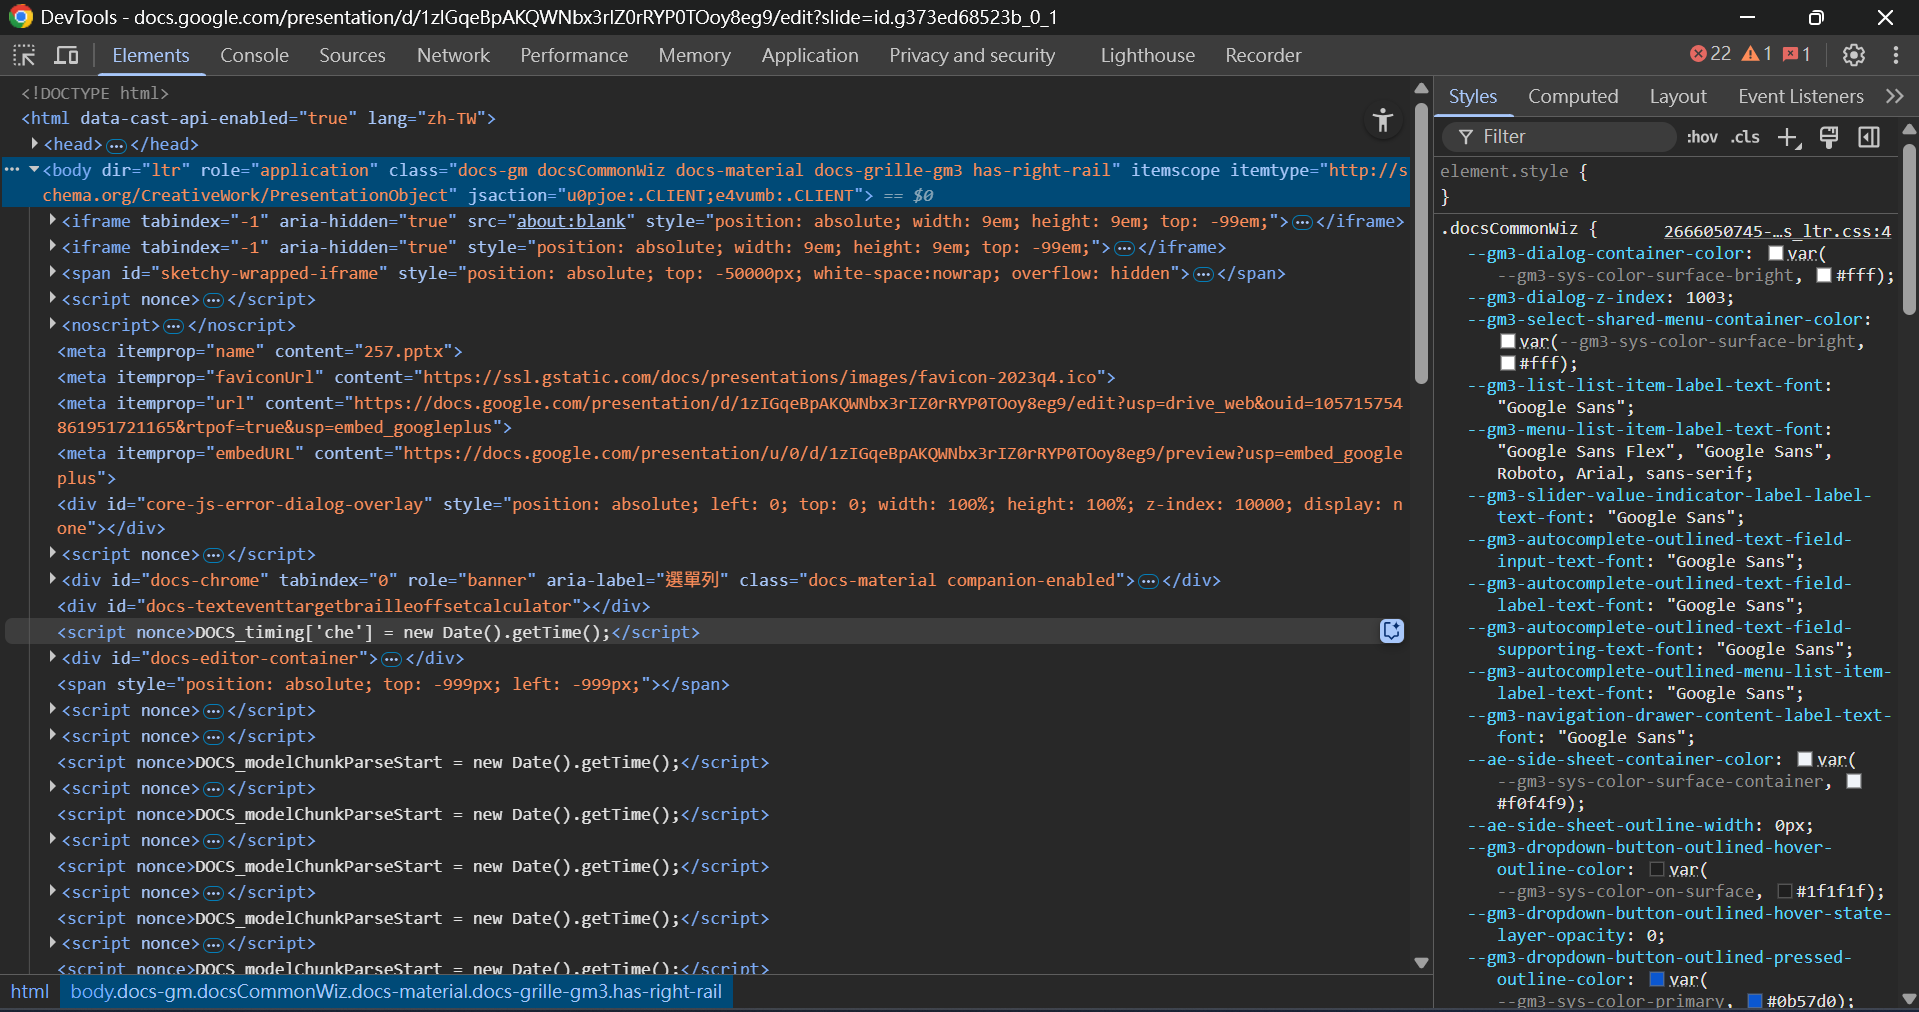 DevTools - docs.google.com/presentation/d/1zIGqeBpAKQWNbx3rIZ0rRYP0TOoy8eg9/edit?slide=id.g373ed68523b_0_1
Elements Console Sources Network Performance Memory Application Privacy and security Lighthouse Recorder 22 1 1
<!DOCTYPE html>
<html data-cast-api-enabled="true" lang="zh-TW">
<head>…</head>
<body dir="ltr" role="application" class="docs-gm docsCommonWiz docs-material docs-grille-gm3 has-right-rail" itemscope itemtype="http://s
chema.org/CreativeWork/PresentationObject" jsaction="u0pjoe:.CLIENT;e4vumb:.CLIENT"> == $0
<iframe tabindex="-1" aria-hidden="true" src="about:blank" style="position: absolute; width: 9em; height: 9em; top: -99em;">…</iframe>
<iframe tabindex="-1" aria-hidden="true" style="position: absolute; width: 9em; height: 9em; top: -99em;">…</iframe>
<span id="sketchy-wrapped-iframe" style="position: absolute; top: -50000px; white-space:nowrap; overflow: hidden">…</span>
<script nonce>…</script>
<noscript>…</noscript>
<meta itemprop="name" content="257.pptx">
<meta itemprop="faviconUrl" content="https://ssl.gstatic.com/docs/presentations/images/favicon-2023q4.ico">
<meta itemprop="url" content="https://docs.google.com/presentation/d/1zIGqeBpAKQWNbx3rIZ0rRYP0TOoy8eg9/edit?usp=drive_web&ouid=105715754
861951721165&rtpof=true&usp=embed_googleplus">
<meta itemprop="embedURL" content="https://docs.google.com/presentation/u/0/d/1zIGqeBpAKQWNbx3rIZ0rRYP0TOoy8eg9/preview?usp=embed_google
plus">
<div id="core-js-error-dialog-overlay" style="position: absolute; left: 0; top: 0; width: 100%; height: 100%; z-index: 10000; display: n
one"></div>
<script nonce>…</script>
<div id="docs-chrome" tabindex="0" role="banner" aria-label="選單列" class="docs-material companion-enabled">…</div>
<div id="docs-texteventtargetbrailleoffsetcalculator"></div>
<script nonce>DOCS_timing['che'] = new Date().getTime();</script>
<div id="docs-editor-container">…</div>
<span style="position: absolute; top: -999px; left: -999px;"></span>
<script nonce>…</script>
<script nonce>…</script>
<script nonce>DOCS_modelChunkParseStart = new Date().getTime();</script>
<script nonce>…</script>
<script nonce>DOCS_modelChunkParseStart = new Date().getTime();</script>
<script nonce>…</script>
<script nonce>DOCS_modelChunkParseStart = new Date().getTime();</script>
<script nonce>…</script>
<script nonce>DOCS_modelChunkParseStart = new Date().getTime();</script>
<script nonce>…</script>
<script nonce>DOCS_modelChunkParseStart = new Date().getTime();</script>
html body.docs-gm.docsCommonWiz.docs-material.docs-grille-gm3.has-right-rail
Styles Computed Layout Event Listeners
Filter :hov .cls
element.style {
}
.docsCommonWiz { 2666050745-…s_ltr.css:4
--gm3-dialog-container-color: var(
--gm3-sys-color-surface-bright, #fff);
--gm3-dialog-z-index: 1003;
--gm3-select-shared-menu-container-color:
var(--gm3-sys-color-surface-bright,
#fff);
--gm3-list-list-item-label-text-font:
"Google Sans";
--gm3-menu-list-item-label-text-font:
"Google Sans Flex", "Google Sans",
Roboto, Arial, sans-serif;
--gm3-slider-value-indicator-label-label-
text-font: "Google Sans";
--gm3-autocomplete-outlined-text-field-
input-text-font: "Google Sans";
--gm3-autocomplete-outlined-text-field-
label-text-font: "Google Sans";
--gm3-autocomplete-outlined-text-field-
supporting-text-font: "Google Sans";
--gm3-autocomplete-outlined-menu-list-item-
label-text-font: "Google Sans";
--gm3-navigation-drawer-content-label-text-
font: "Google Sans";
--ae-side-sheet-container-color: var(
--gm3-sys-color-surface-container,
#f0f4f9);
--ae-side-sheet-outline-width: 0px;
--gm3-dropdown-button-outlined-hover-
outline-color: var(
--gm3-sys-color-on-surface, #1f1f1f);
--gm3-dropdown-button-outlined-hover-state-
layer-opacity: 0;
--gm3-dropdown-button-outlined-pressed-
outline-color: var(
--gm3-sys-color-primary, #0b57d0);